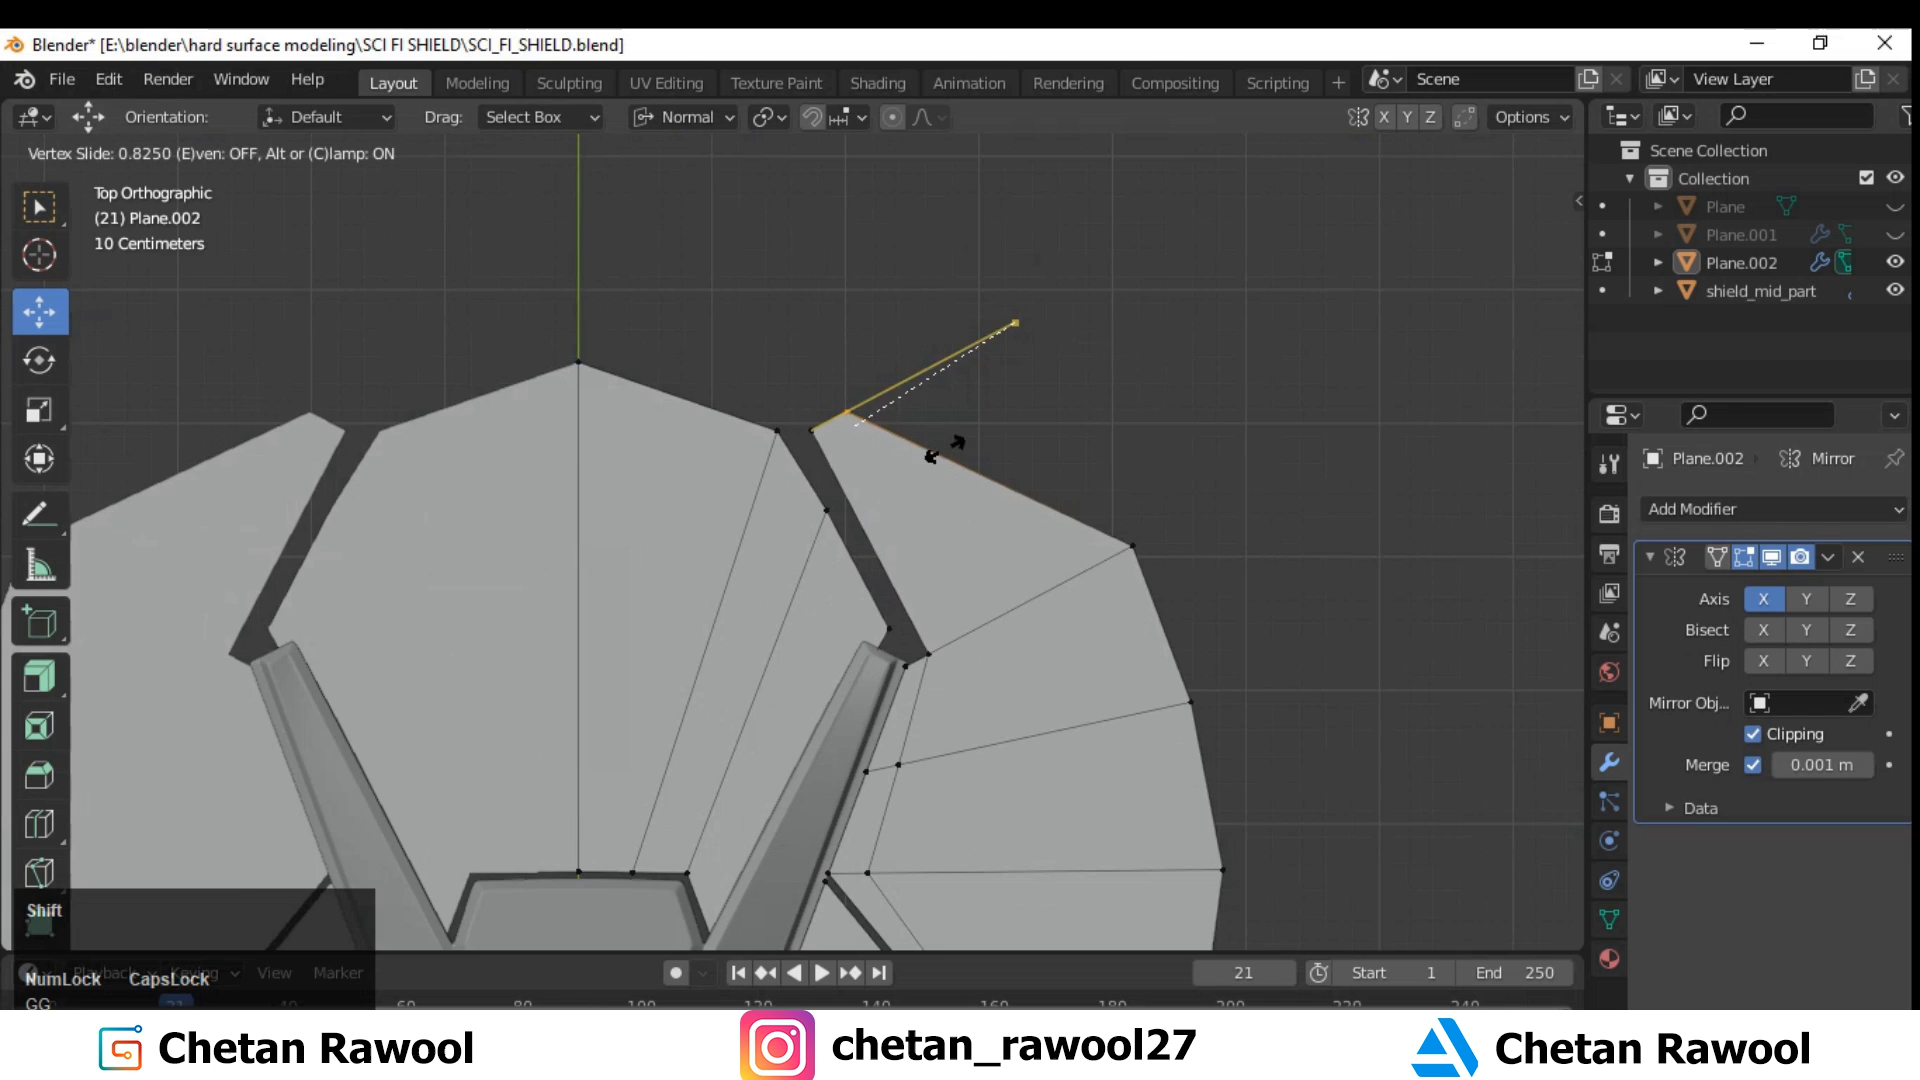 Blender* [E:\blender\hard surface modeling\SCI FI SHIELD\SCI_FI_SHIELD.blend]
File Edit Render Window Help Layout Modeling Sculpting UV Editing Texture Paint Shading Animation Rendering Compositing Scripting + Scene View Layer
Orientation: Default Drag: Select Box Normal X Y Z Options
Vertex Slide: 0.8250 (E)ven: OFF, Alt or (C)lamp: ON
Top Orthographic
(21) Plane.002
10 Centimeters
Scene Collection
Collection
Plane
Plane.001
Plane.002
shield_mid_part
Plane.002 Mirror
Add Modifier
Axis X Y Z
Bisect X Y Z
Flip X Y Z
Mirror Obj...
Clipping
Merge 0.001 m
Data
Shift
Playback Keying View Marker 21 Start 1 End 250
NumLock CapsLock
GG
Chetan Rawool chetan_rawool27 Chetan Rawool